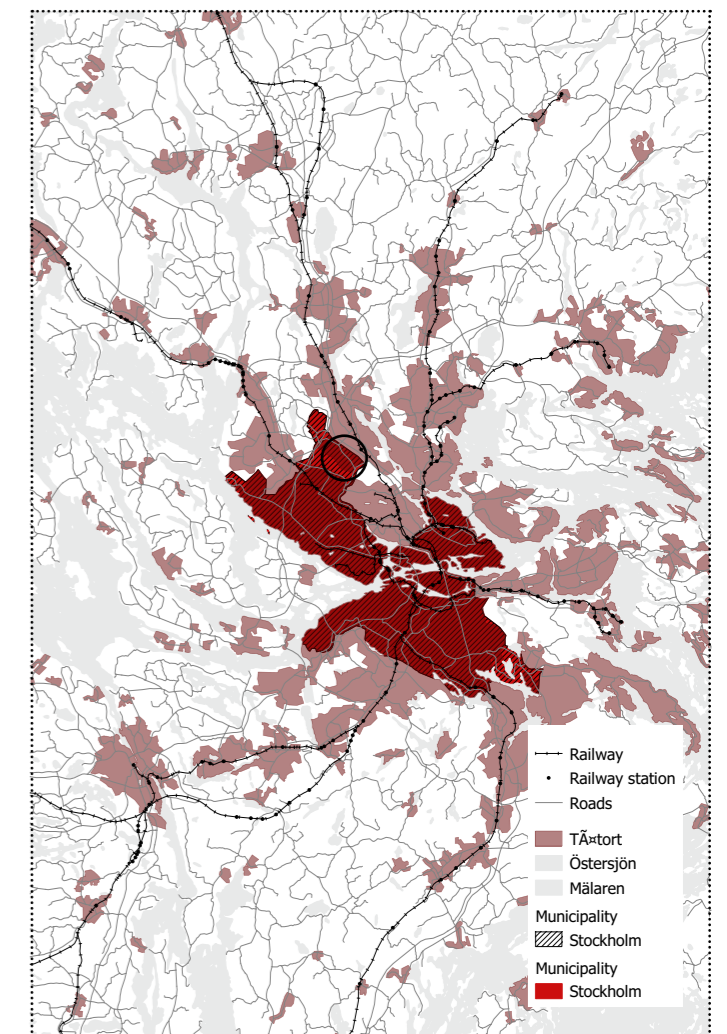 Railway
Railway station
Roads
TÃ¤tort
Östersjön
Mälaren
Municipality
Stockholm
Municipality
Stockholm